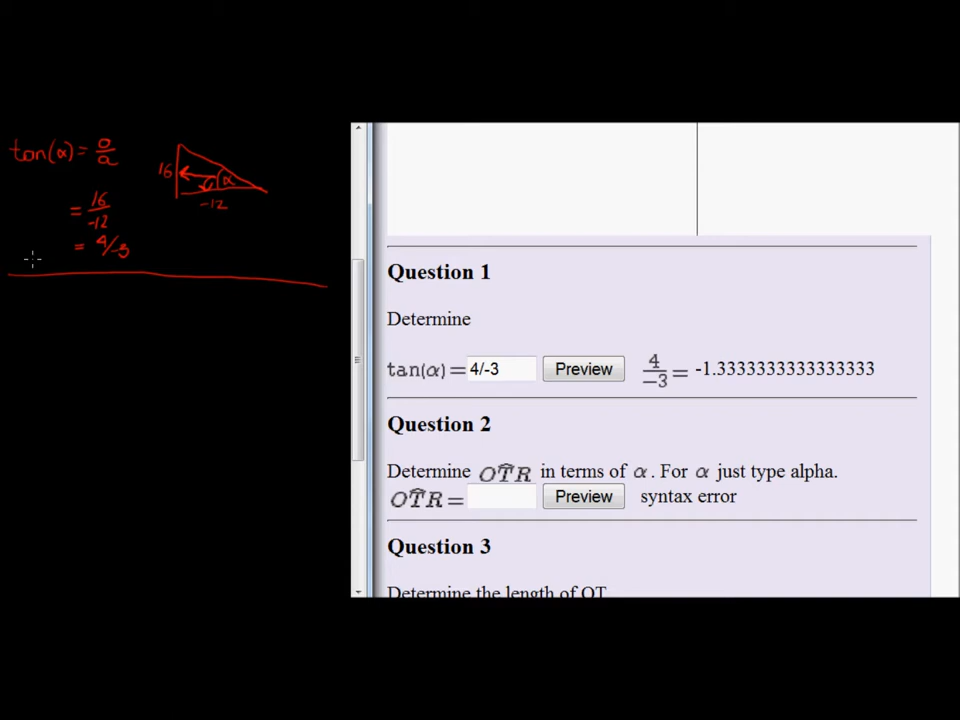 tan(α) = o/a
16
α
-12
= 16/-12
= 4/-3
Question 1
Determine
tan(α) = 4/-3 Preview 4/-3 = -1.3333333333333333
Question 2
Determine OT̂R in terms of α. For α just type alpha.
OT̂R = Preview syntax error
Question 3
Determine the length of OT